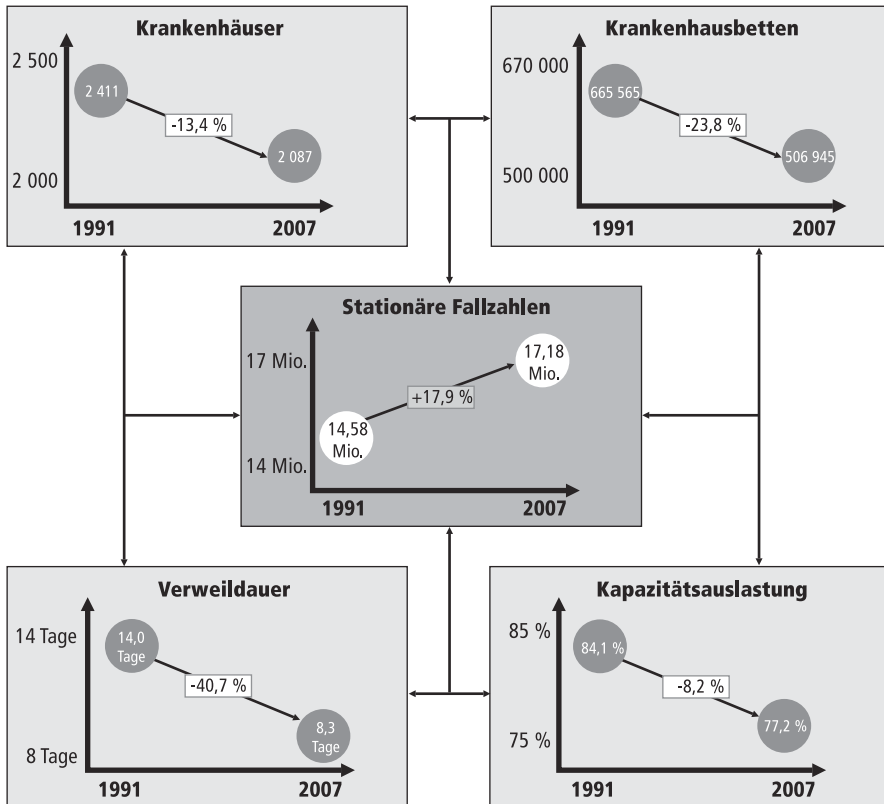 Krankenhäuser
2 500
2 411
-13,4 %
2 087
2 000
1991 2007
Krankenhausbetten
670 000
665 565
-23,8 %
506 945
500 000
1991 2007
Stationäre Fallzahlen
17 Mio.
17,18
Mio.
+17,9 %
14,58
Mio.
14 Mio.
1991 2007
Verweildauer
14 Tage
14,0
Tage
-40,7 %
8,3
Tage
8 Tage
1991 2007
Kapazitätsauslastung
85 %
84,1 %
-8,2 %
77,2 %
75 %
1991 2007